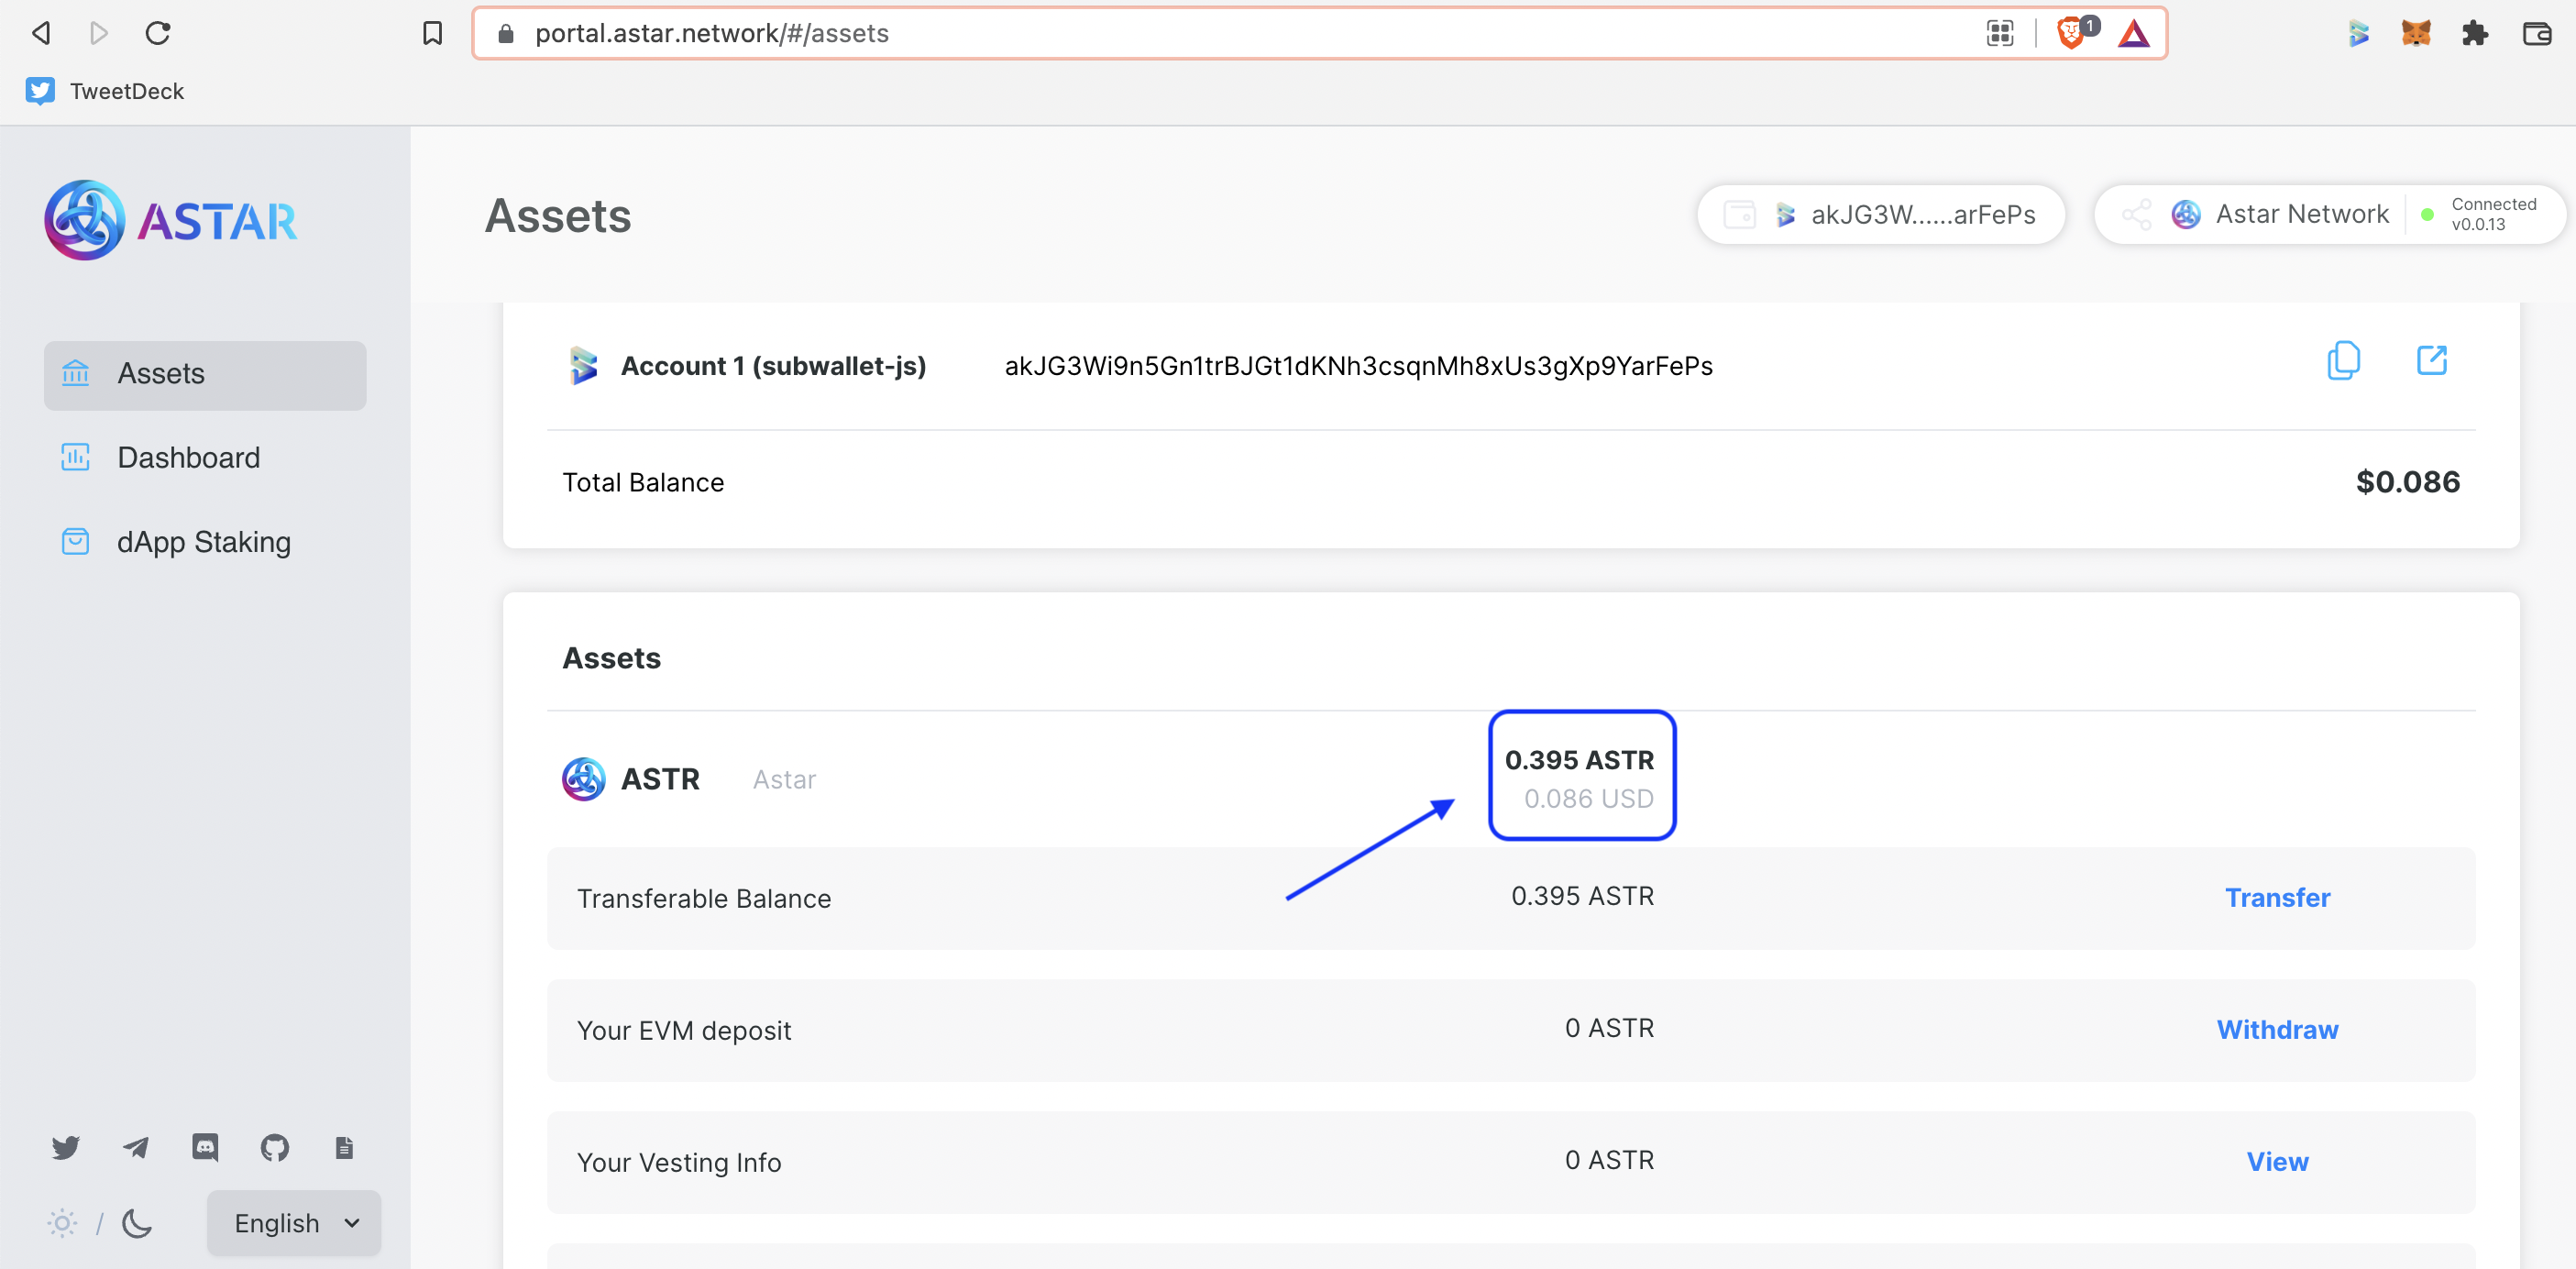 portal.astar.network/#/assets
1
TweetDeck
ASTAR
Assets
akJG3W......arFePs
Astar Network
Connected
v0.0.13
Assets
Dashboard
dApp Staking
Account 1 (subwallet-js)
akJG3Wi9n5Gn1trBJGt1dKNh3csqnMh8xUs3gXp9YarFePs
Total Balance
$0.086
Assets
ASTR
Astar
0.395 ASTR
0.086 USD
Transferable Balance
0.395 ASTR
Transfer
Your EVM deposit
0 ASTR
Withdraw
Your Vesting Info
0 ASTR
View
/
English